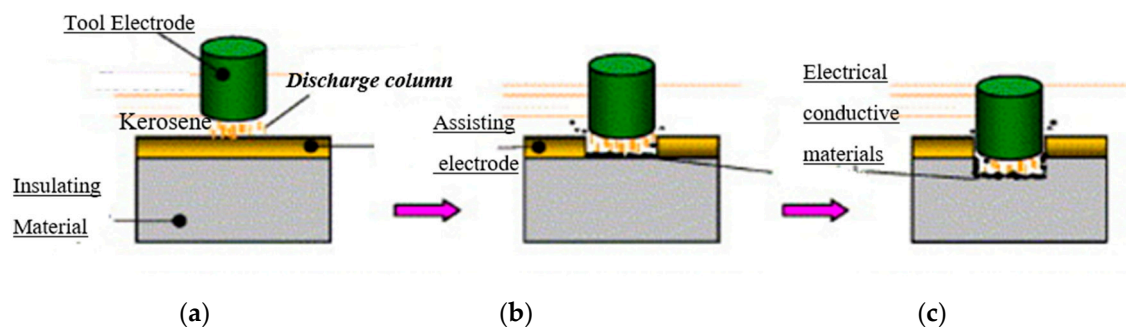 Tool Electrode
Discharge column
Kerosene
Insulating
Material
Assisting
electrode
Electrical
conductive
materials
(a)
(b)
(c)